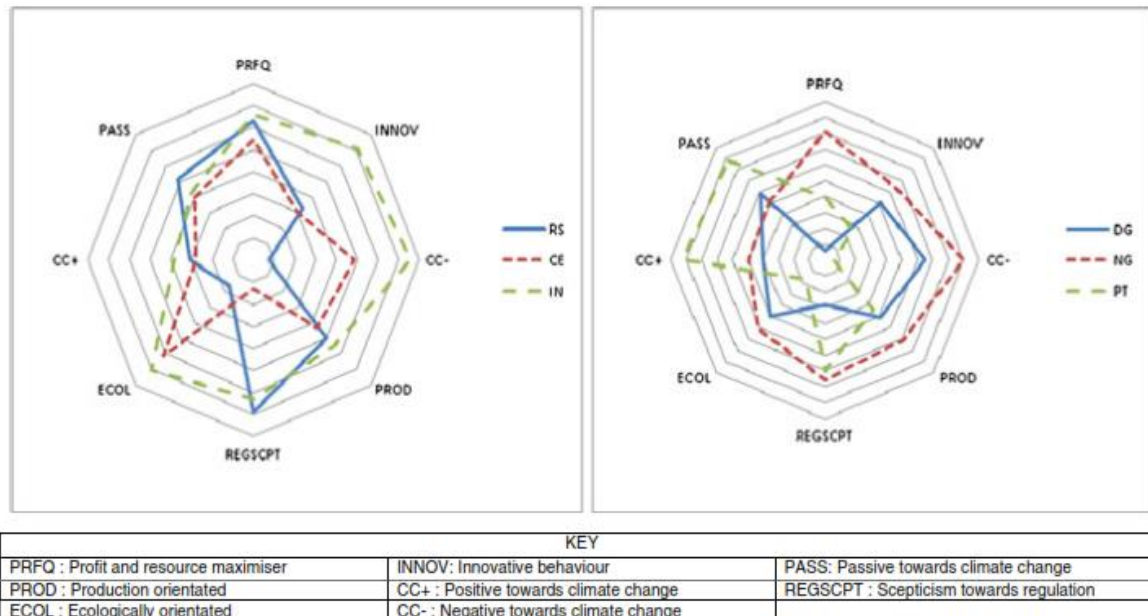 PRFQ
PASS
INNOV
CC+
CC-
ECOL
PROD
REGSCPT
RS
CE
IN
PRFQ
PASS
INNOV
CC+
CC-
ECOL
PROD
REGSCPT
DG
NG
PT
KEY
PRFQ : Profit and resource maximiser INNOV: Innovative behaviour PASS: Passive towards climate change
PROD : Production orientated CC+ : Positive towards climate change REGSCPT : Scepticism towards regulation
ECOL : Ecologically orientated CC- : Negative towards climate change